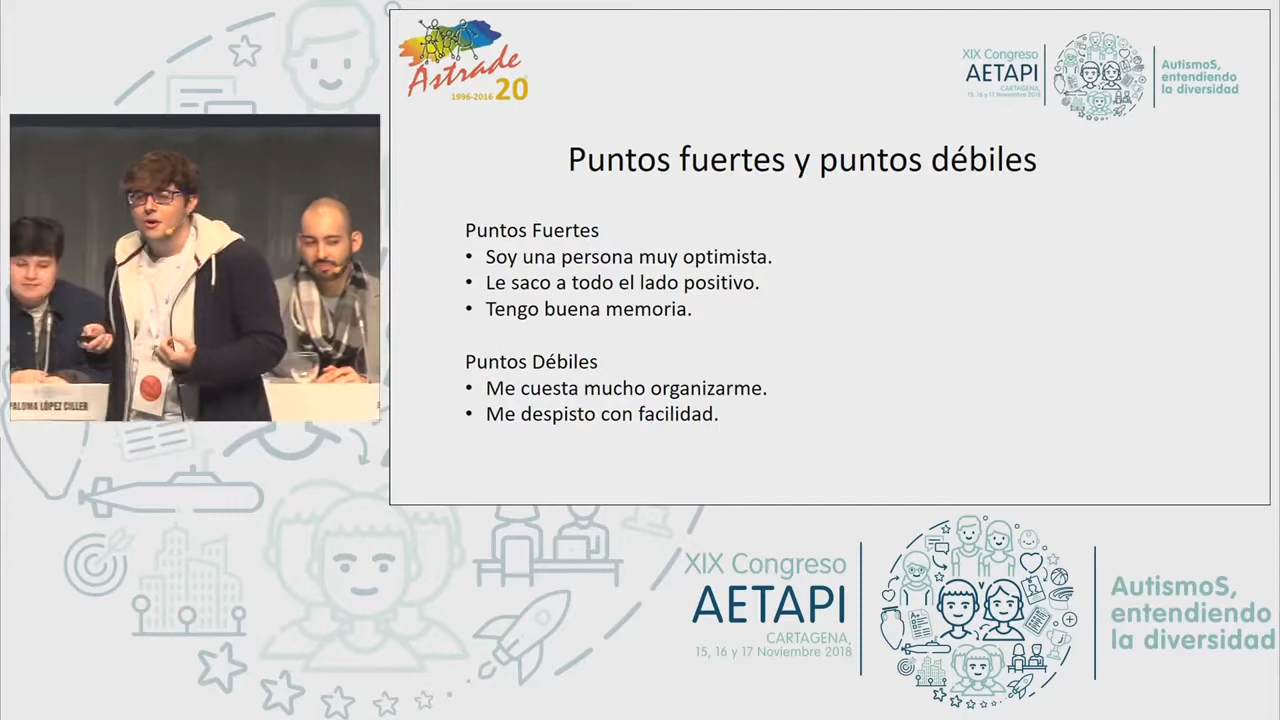 Astrade
1996-2016 20
XIX Congreso
AETAPI
CARTAGENA,
15, 16 y 17 Noviembre 2018
AutismoS,
entendiendo
la diversidad
Puntos fuertes y puntos débiles
Puntos Fuertes
• Soy una persona muy optimista.
• Le saco a todo el lado positivo.
• Tengo buena memoria.
Puntos Débiles
• Me cuesta mucho organizarme.
• Me despisto con facilidad.
PALOMA LÓPEZ CILLER
XIX Congreso
AETAPI
CARTAGENA,
15, 16 y 17 Noviembre 2018
AutismoS,
entendiendo
la diversidad